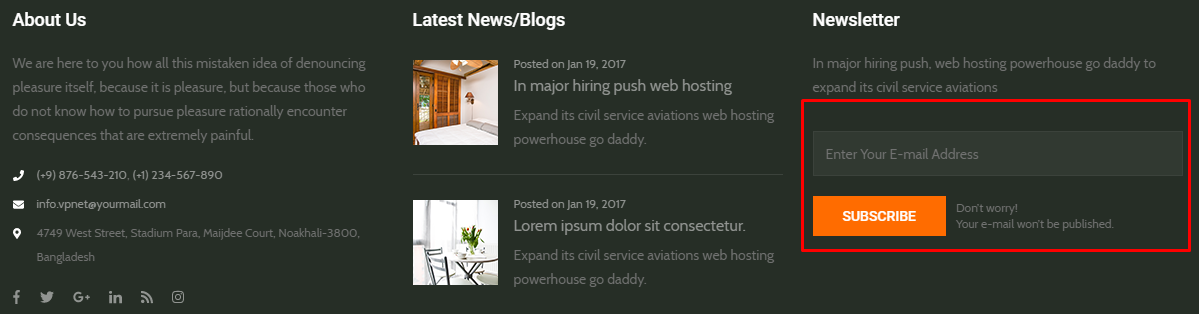 About Us
We are here to you how all this mistaken idea of denouncing
pleasure itself, because it is pleasure, but because those who
do not know how to pursue pleasure rationally encounter
consequences that are extremely painful.
(+9) 876-543-210, (+1) 234-567-890
info.vpnet@yourmail.com
4749 West Street, Stadium Para, Maijdee Court, Noakhali-3800,
Bangladesh
Latest News/Blogs
Posted on Jan 19, 2017
In major hiring push web hosting
Expand its civil service aviations web hosting
powerhouse go daddy.
Posted on Jan 19, 2017
Lorem ipsum dolor sit consectetur.
Expand its civil service aviations web hosting
powerhouse go daddy.
Newsletter
In major hiring push, web hosting powerhouse go daddy to
expand its civil service aviations
Enter Your E-mail Address
SUBSCRIBE
Don't worry!
Your e-mail won't be published.